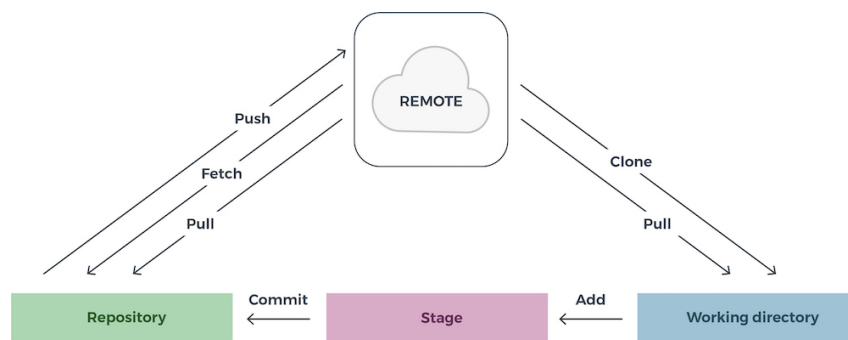 REMOTE
Push
Clone
Fetch
Pull
Pull
Commit
Add
Repository
Stage
Working directory